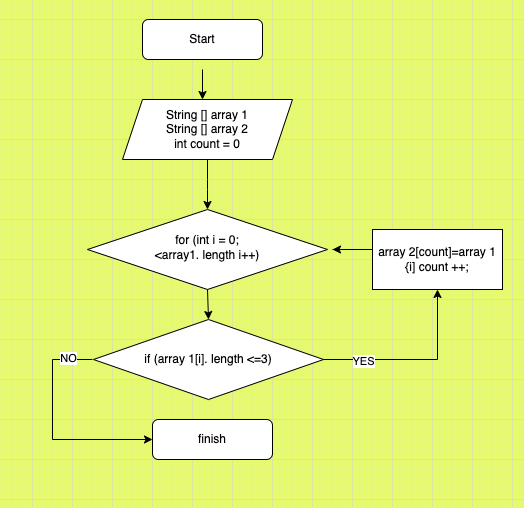 Start
String [] array 1
String [] array 2
int count = 0
for (int i = 0;
<array1. length i++)
array 2[count]=array 1
{i] count ++;
if (array 1[i]. length <=3)
NO
YES
finish